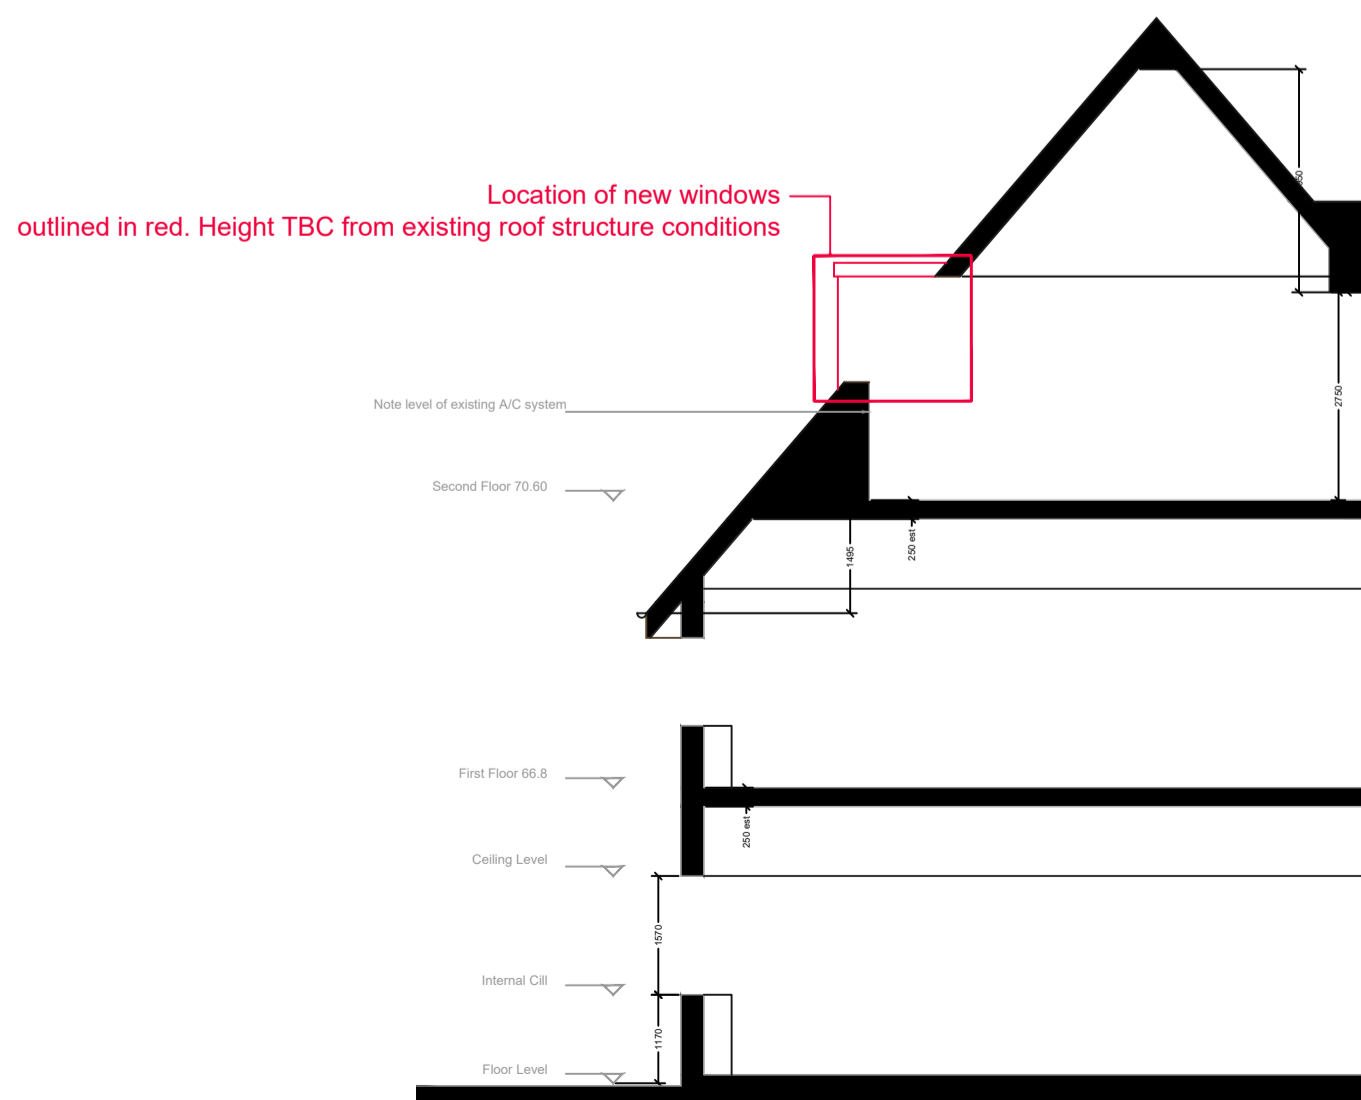 Location of new windows
outlined in red. Height TBC from existing roof structure conditions
2750
Note level of existing A/C system
Second Floor 70.60
250 est
1495
First Floor 66.8
250 est
Ceiling Level
1570
Internal Cill
1170
Floor Level